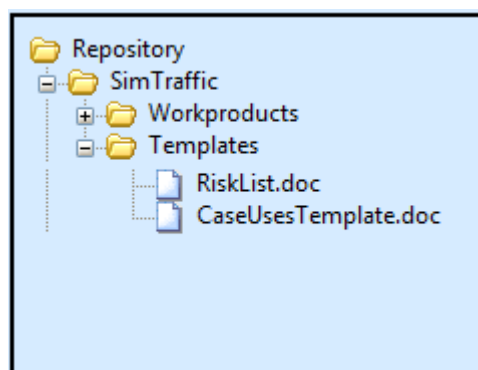 Repository
SimTraffic
Workproducts
Templates
RiskList.doc
CaseUsesTemplate.doc